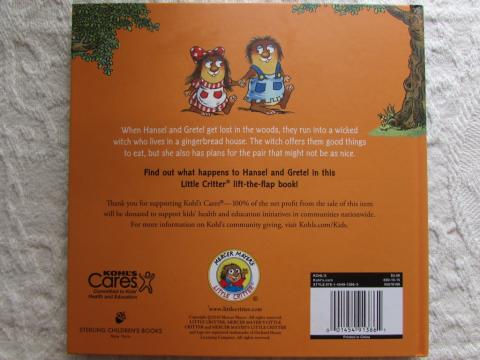 When Hansel and Gretel get lost in the woods, they run into a wicked
witch who lives in a gingerbread house. The witch offers them good things
to eat, but she also has plans for the pair that might not be as nice.
Find out what happens to Hansel and Gretel in this
Little Critter® lift-the-flap book!
Thank you for supporting Kohl's Cares®—100% of the net profit from the sale of this item
will be donated to support kids' health and education initiatives in communities nationwide.
For more information on Kohl's community giving, visit Kohls.com/Kids.
KOHL'S
Cares
Committed to Kids'
Health and Education
MERCER MAYER'S
LITTLE CRITTER
www.littlecritter.com
STERLING CHILDREN'S BOOKS
New York
KOHL'S
Kohls.com
Printed in China